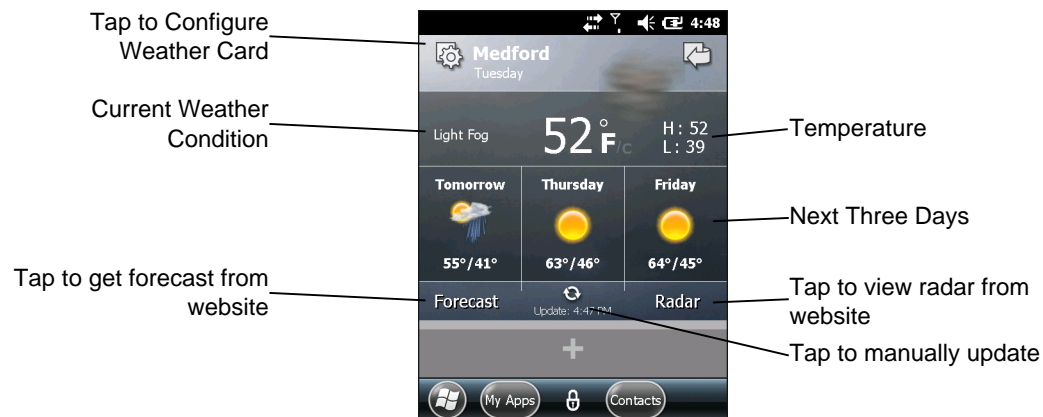 Tap to Configure
Weather Card
Current Weather
Condition
Tap to get forecast from
website
4:48
Medford
Tuesday
Light Fog
52°F/C
H: 52
L: 39
Tomorrow
Thursday
Friday
55°/41°
63°/46°
64°/45°
Forecast
Update: 4:47 PM
Radar
My Apps
Contacts
Temperature
Next Three Days
Tap to view radar from
website
Tap to manually update